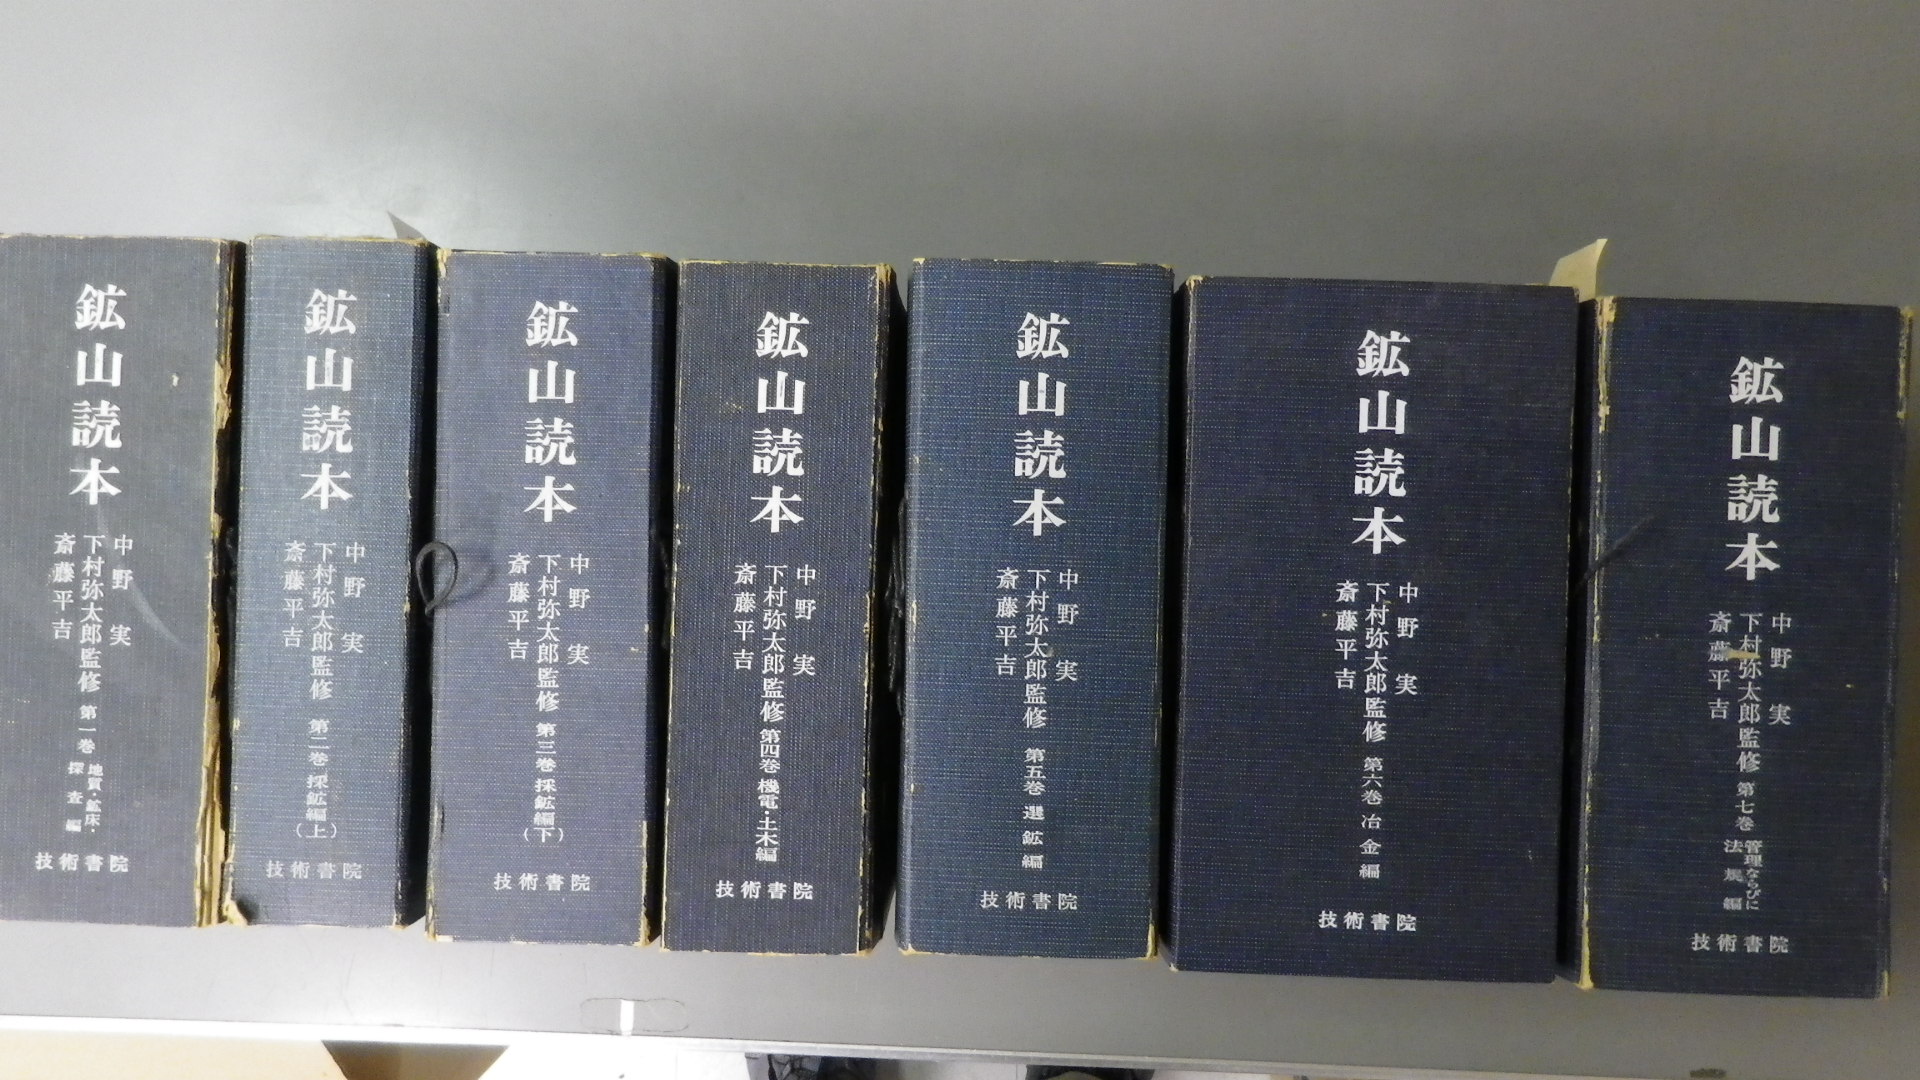 鉱山読本
中野実
下村弥太郎監修
斎藤平吉
第一巻
地質・鉱床・
探査編
技術書院
鉱山読本
中野実
下村弥太郎監修
斎藤平吉
第二巻 採鉱編(上)
技術書院
鉱山読本
中野実
下村弥太郎監修
斎藤平吉
第三巻 採鉱編(下)
技術書院
鉱山読本
中野実
下村弥太郎監修
斎藤平吉
第四巻 機電・土木編
技術書院
鉱山読本
中野実
下村弥太郎監修
斎藤平吉
第五巻 選鉱編
技術書院
鉱山読本
中野実
下村弥太郎監修
斎藤平吉
第六巻 冶金編
技術書院
鉱山読本
中野実
下村弥太郎監修
斎藤平吉
第七巻
管理ならびに
法規編
技術書院